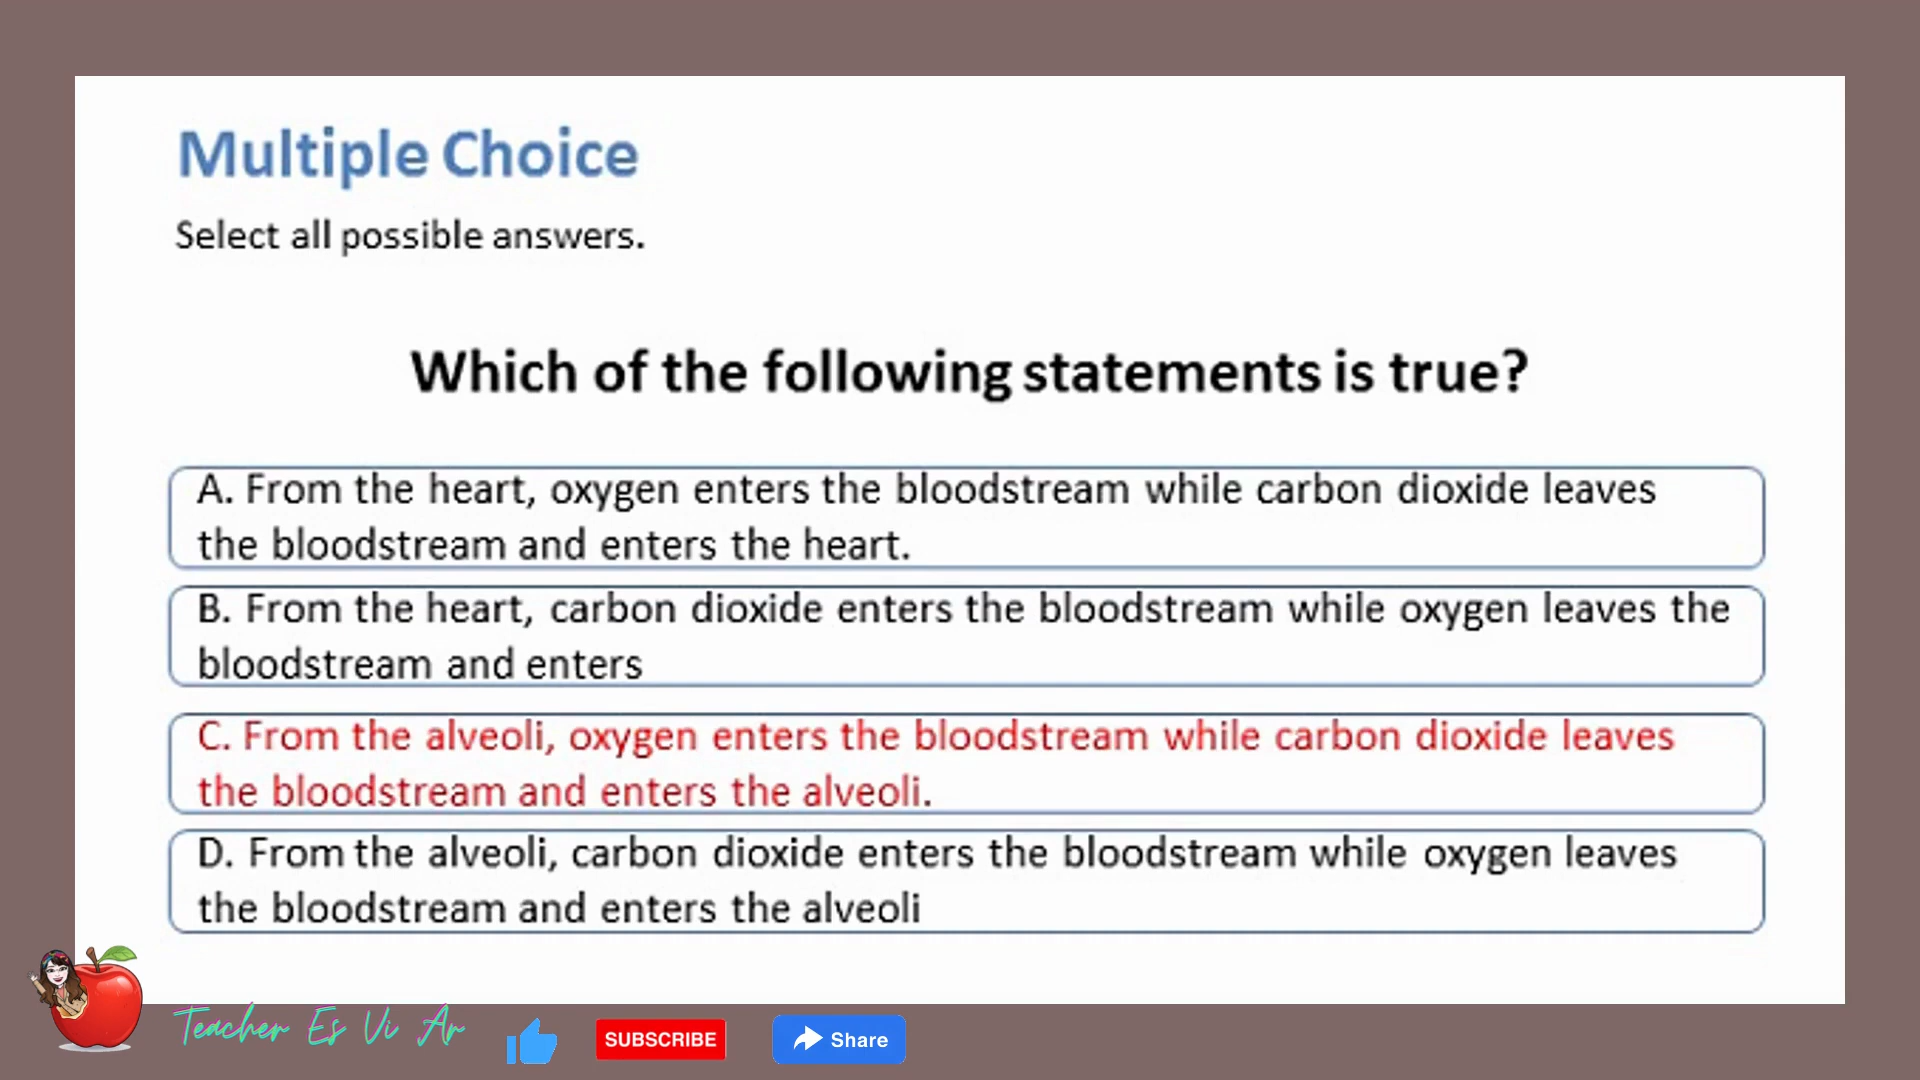 Multiple Choice
Select all possible answers.
Which of the following statements is true?
A. From the heart, oxygen enters the bloodstream while carbon dioxide leaves
the bloodstream and enters the heart.
B. From the heart, carbon dioxide enters the bloodstream while oxygen leaves the
bloodstream and enters
C. From the alveoli, oxygen enters the bloodstream while carbon dioxide leaves
the bloodstream and enters the alveoli.
D. From the alveoli, carbon dioxide enters the bloodstream while oxygen leaves
the bloodstream and enters the alveoli
Teacher Es Vi Ar
SUBSCRIBE
Share